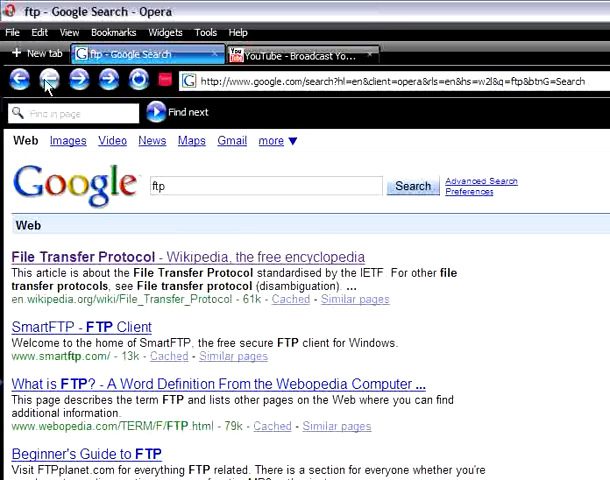 ftp - Google Search - Opera
File Edit View Bookmarks Widgets Tools Help
New tab ftp - Google Search YouTube - Broadcast Yo...
http://www.google.com/search?hl=en&client=opera&rls=en&hs=w2l&q=ftp&btnG=Search
Find in page Find next
Web Images Video News Maps Gmail more ▼
Google ftp Search Advanced Search
Preferences
Web
File Transfer Protocol - Wikipedia, the free encyclopedia
This article is about the File Transfer Protocol standardised by the IETF For other file
transfer protocols, see File transfer protocol (disambiguation). ...
en.wikipedia.org/wiki/File_Transfer_Protocol - 61k - Cached - Similar pages
SmartFTP - FTP Client
Welcome to the home of SmartFTP, the free secure FTP client for Windows.
www.smartftp.com/ - 13k - Cached - Similar pages
What is FTP? - A Word Definition From the Webopedia Computer ...
This page describes the term FTP and lists other pages on the Web where you can find
additional information.
www.webopedia.com/TERM/F/FTP.html - 79k - Cached - Similar pages
Beginner's Guide to FTP
Visit FTPplanet.com for everything FTP related. There is a section for everyone whether you're